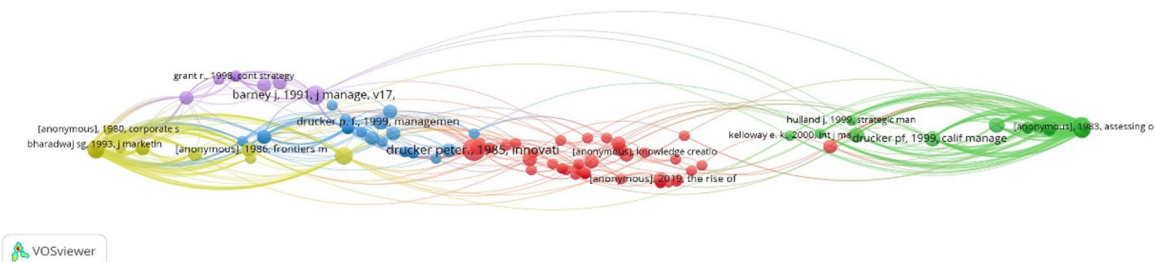 grant r., 1998, cont strategy
barney j, 1991, j manage, v17,
drucker p. f., 1999, managemen
[anonymous], 1980, corporate s
bharadwaj sg, 1993, j marketin
[anonymous], 1986, frontiers m
drucker peter., 1985, innovati
[anonymous], knowledge creatio
[anonymous], 2019, the rise of
hulland j, 1999, strategic man
kelloway e. k., 2000, int j ma
drucker pf, 1999, calif manage
[anonymous], 1983, assessing o
VOSviewer